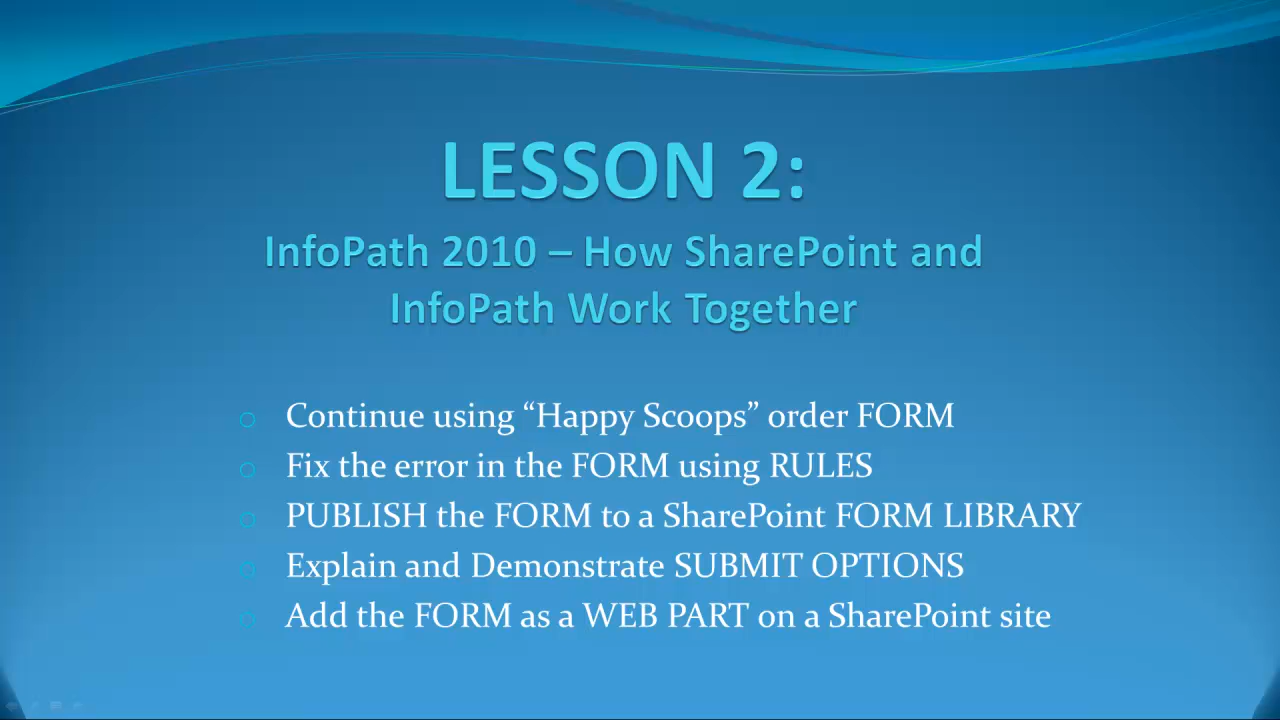 LESSON 2:
InfoPath 2010 – How SharePoint and
InfoPath Work Together
Continue using “Happy Scoops” order FORM
Fix the error in the FORM using RULES
PUBLISH the FORM to a SharePoint FORM LIBRARY
Explain and Demonstrate SUBMIT OPTIONS
Add the FORM as a WEB PART on a SharePoint site